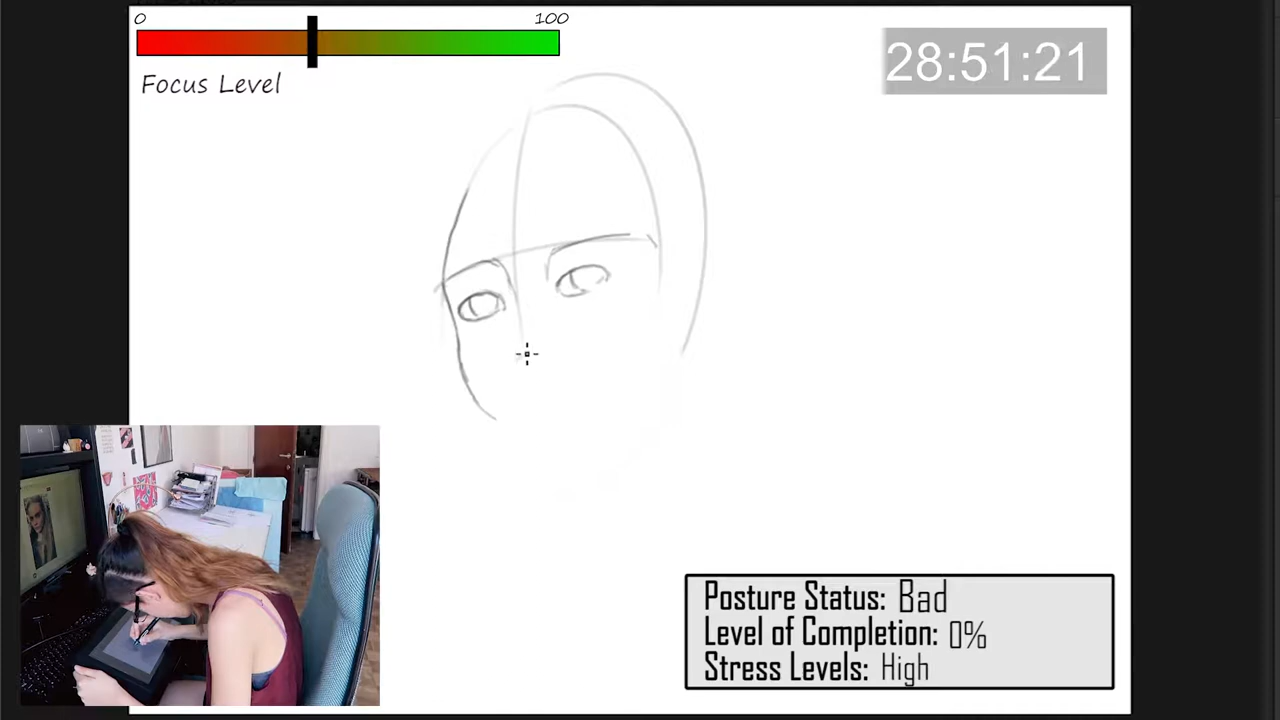 0 100
28:51:21
Focus Level
Posture Status: Bad
Level of Completion: 0%
Stress Levels: High